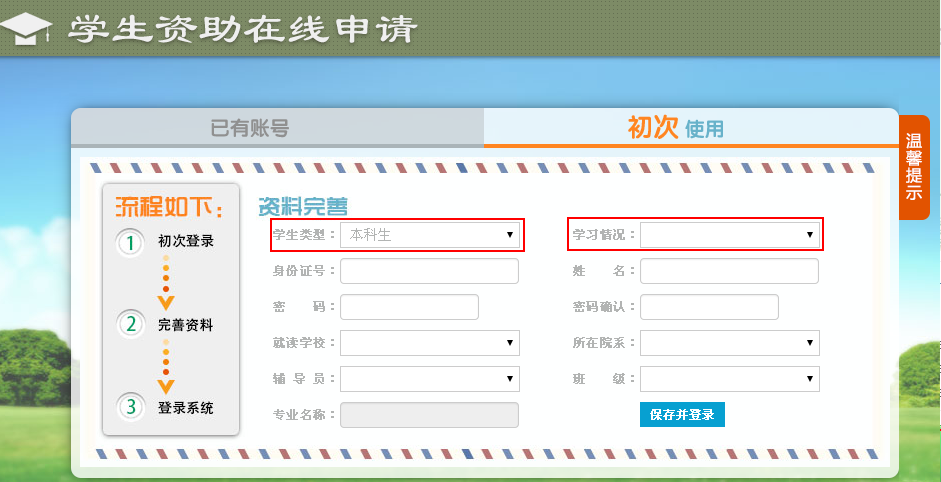 学生资助在线申请
已有账号
初次 使用
温馨提示
流程如下：
1 初次登录
2 完善资料
3 登录系统
资料完善
学生类型： 本科生
学习情况：
身份证号：
姓 名：
密 码：
密码确认：
就读学校：
所在院系：
辅 导 员：
班 级：
专业名称：
保存并登录